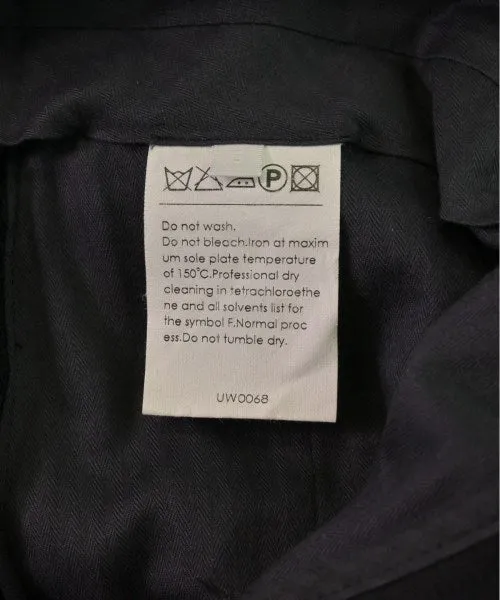 P
Do not wash.
Do not bleach.Iron at maxim
um sole plate temperature
of 150°C.Professional dry
cleaning in tetrachloroethe
ne and all solvents list for
the symbol F.Normal proc
ess.Do not tumble dry.
UW0068